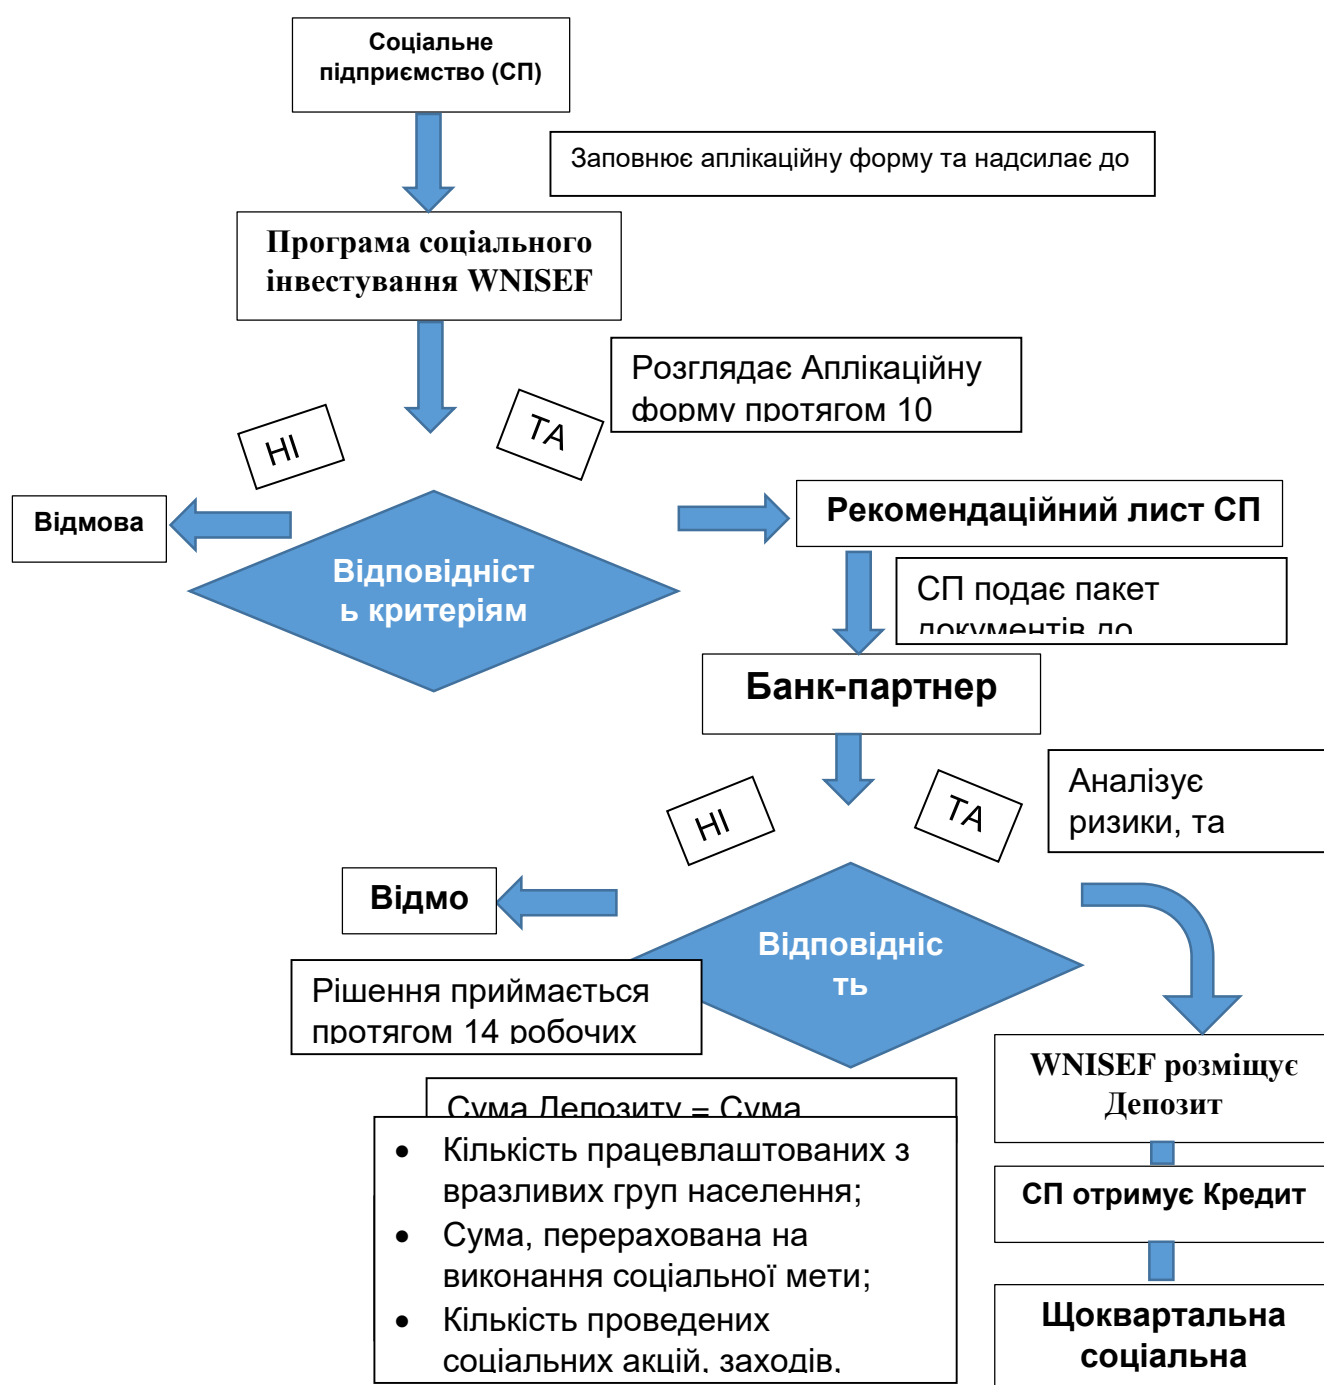 Соціальне
підприємство (СП)
Заповнює аплікаційну форму та надсилає до
Програма соціального
інвестування WNISEF
Розглядає Аплікаційну
форму протягом 10
НІ
ТА
Відмова
Рекомендаційний лист СП
Відповідніст
ь критеріям
СП подає пакет
документів до
Банк-партнер
Аналізує
ризики, та
НІ
ТА
Відмо
Відповідніс
ть
Рішення приймається
протягом 14 робочих
WNISEF розміщує
Депозит
Сума Депозиту = Сума
• Кількість працевлаштованих з
вразливих груп населення;
• Сума, перерахована на
виконання соціальної мети;
• Кількість проведених
соціальних акцій, заходів,
СП отримує Кредит
Щоквартальна
соціальна